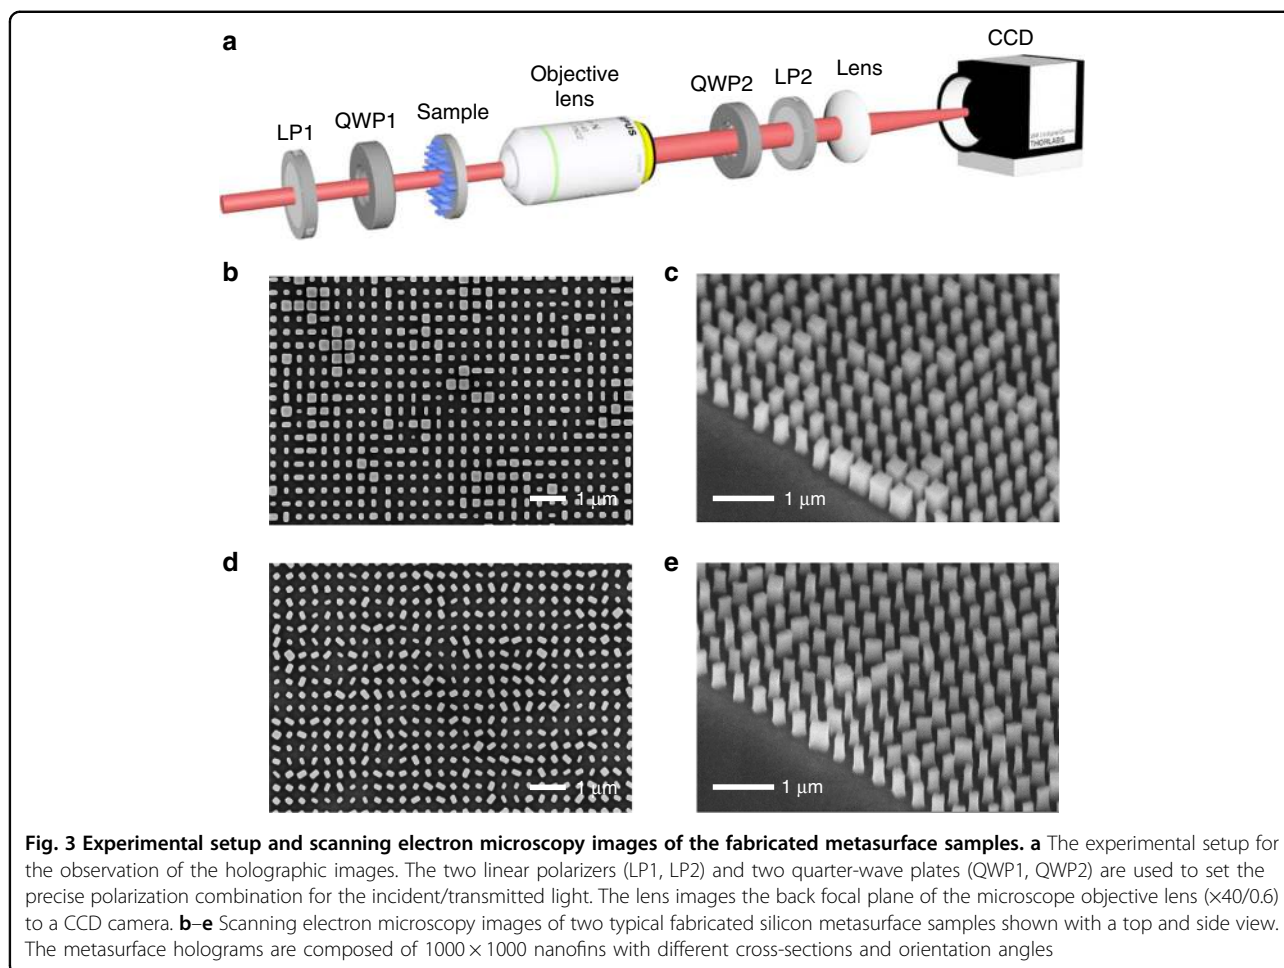 a
CCD
Lens
LP2
QWP2
Objective
lens
Sample
QWP1
LP1
THORLABS
b
c
1 μm
1 μm
d
e
1 μm
1 μm
Fig. 3 Experimental setup and scanning electron microscopy images of the fabricated metasurface samples. a The experimental setup for
the observation of the holographic images. The two linear polarizers (LP1, LP2) and two quarter-wave plates (QWP1, QWP2) are used to set the
precise polarization combination for the incident/transmitted light. The lens images the back focal plane of the microscope objective lens (×40/0.6)
to a CCD camera. b–e Scanning electron microscopy images of two typical fabricated silicon metasurface samples shown with a top and side view.
The metasurface holograms are composed of 1000 × 1000 nanofins with different cross-sections and orientation angles